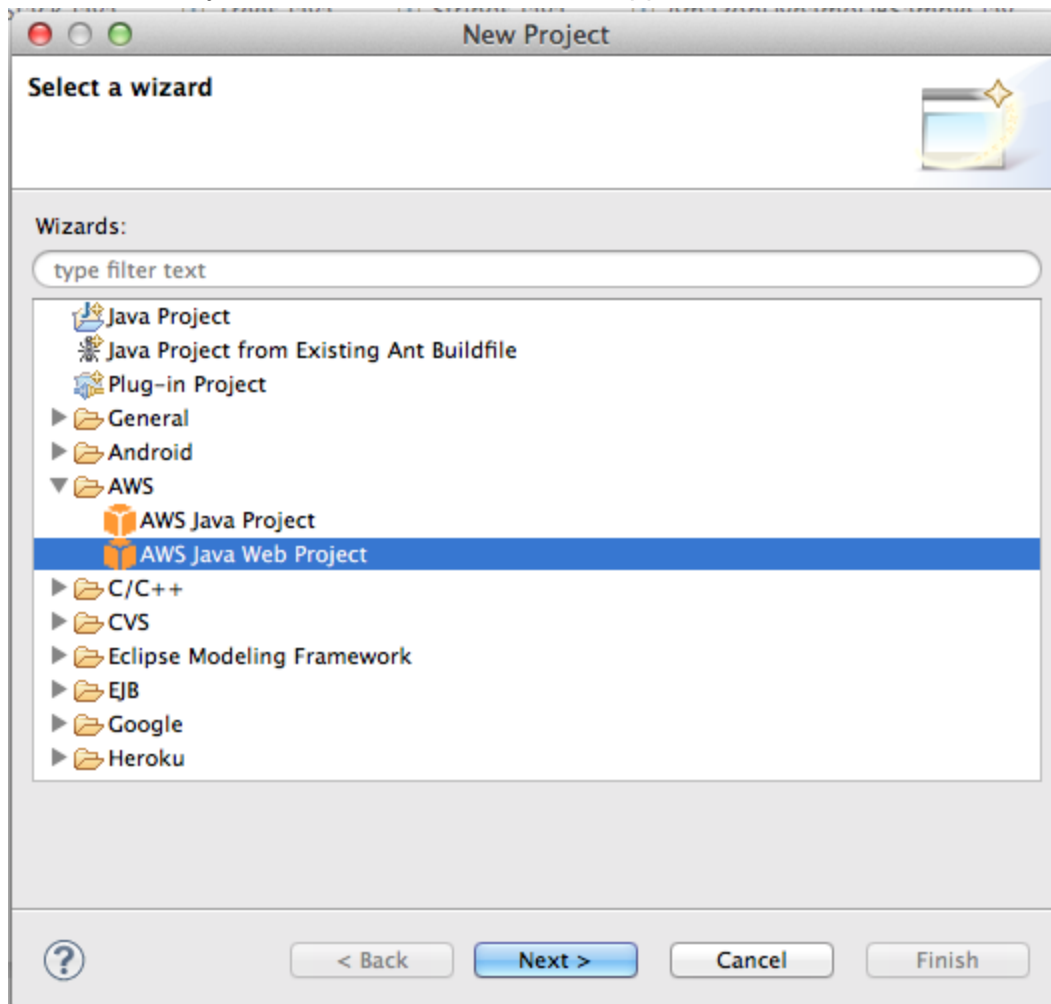 New Project
Select a wizard
Wizards:
type filter text
Java Project
Java Project from Existing Ant Buildfile
Plug-in Project
General
Android
AWS
AWS Java Project
AWS Java Web Project
C/C++
CVS
Eclipse Modeling Framework
EJB
Google
Heroku
? < Back Next > Cancel Finish